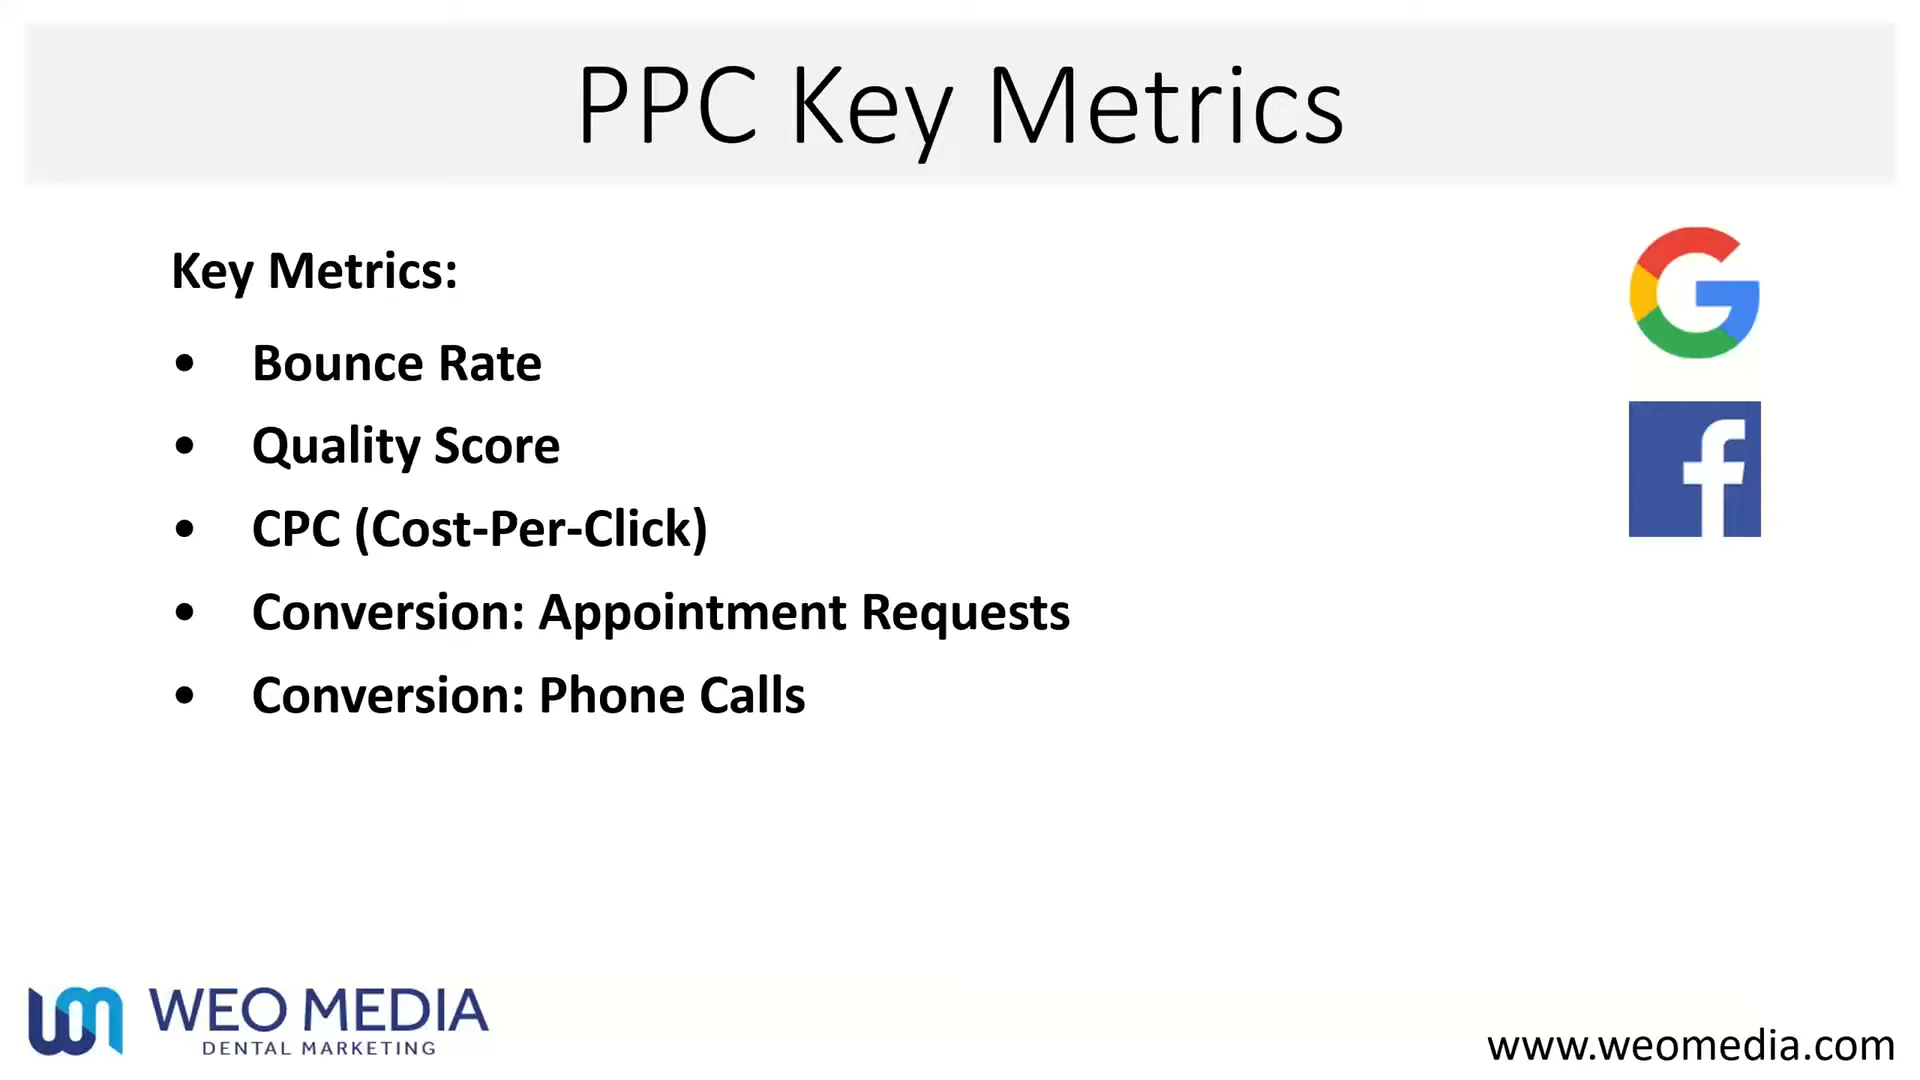 PPC Key Metrics
Key Metrics:
• Bounce Rate
• Quality Score
• CPC (Cost-Per-Click)
• Conversion: Appointment Requests
• Conversion: Phone Calls
WEO MEDIA
DENTAL MARKETING
www.weomedia.com